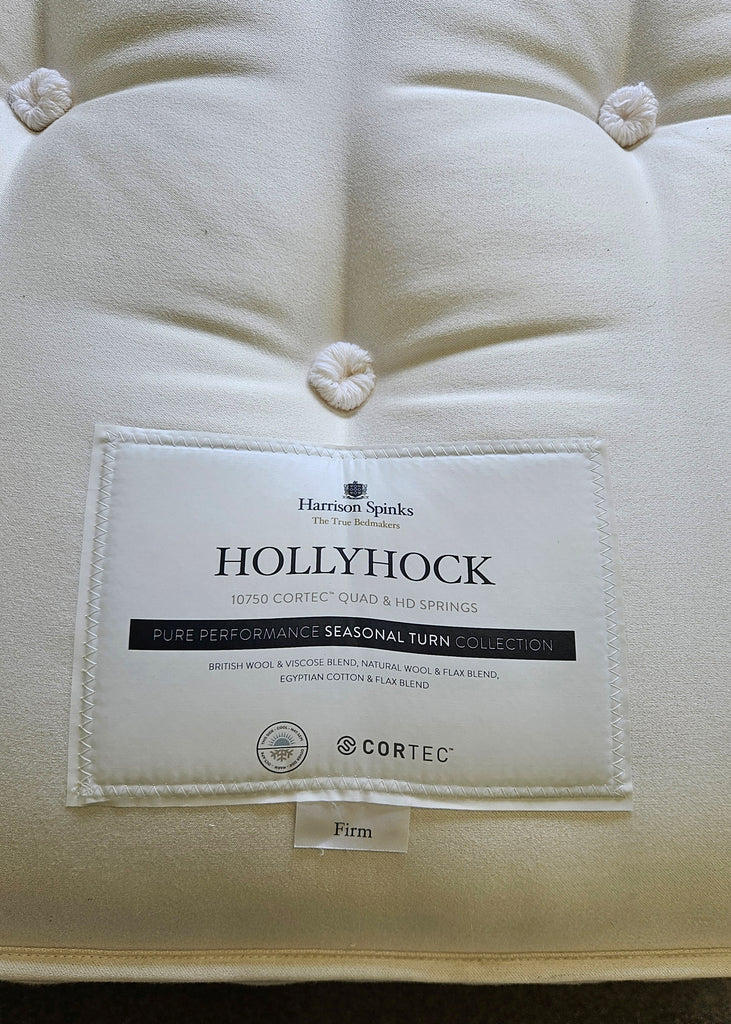 Harrison Spinks
The True Bedmakers
HOLLYHOCK
10750 CORTEC™ QUAD & HD SPRINGS
PURE PERFORMANCE SEASONAL TURN COLLECTION
BRITISH WOOL & VISCOSE BLEND, NATURAL WOOL & FLAX BLEND,
EGYPTIAN COTTON & FLAX BLEND
CORTEC™
Firm